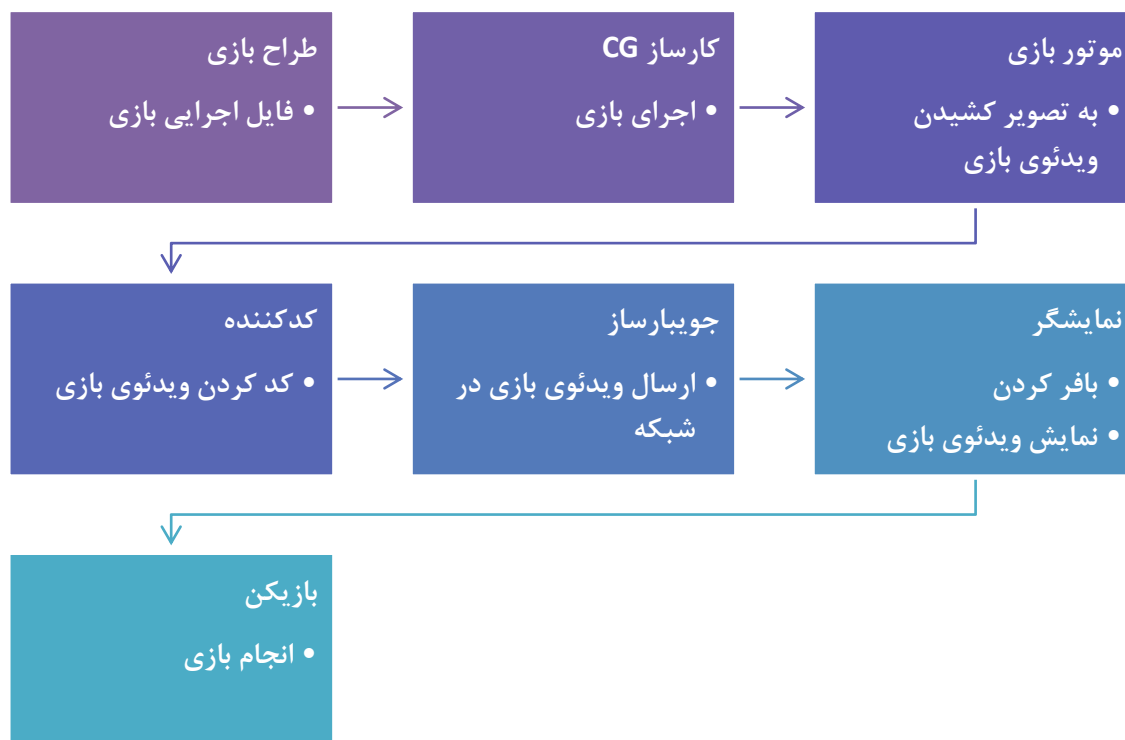 طراح بازی
• فایل اجرایی بازی
کارساز CG
• اجرای بازی
موتور بازی
• به تصویر کشیدن
ویدئوی بازی
کدکننده
• کد کردن ویدئوی بازی
جویبارساز
• ارسال ویدئوی بازی در
شبکه
نمایشگر
• بافر کردن
• نمایش ویدئوی بازی
بازیکن
• انجام بازی